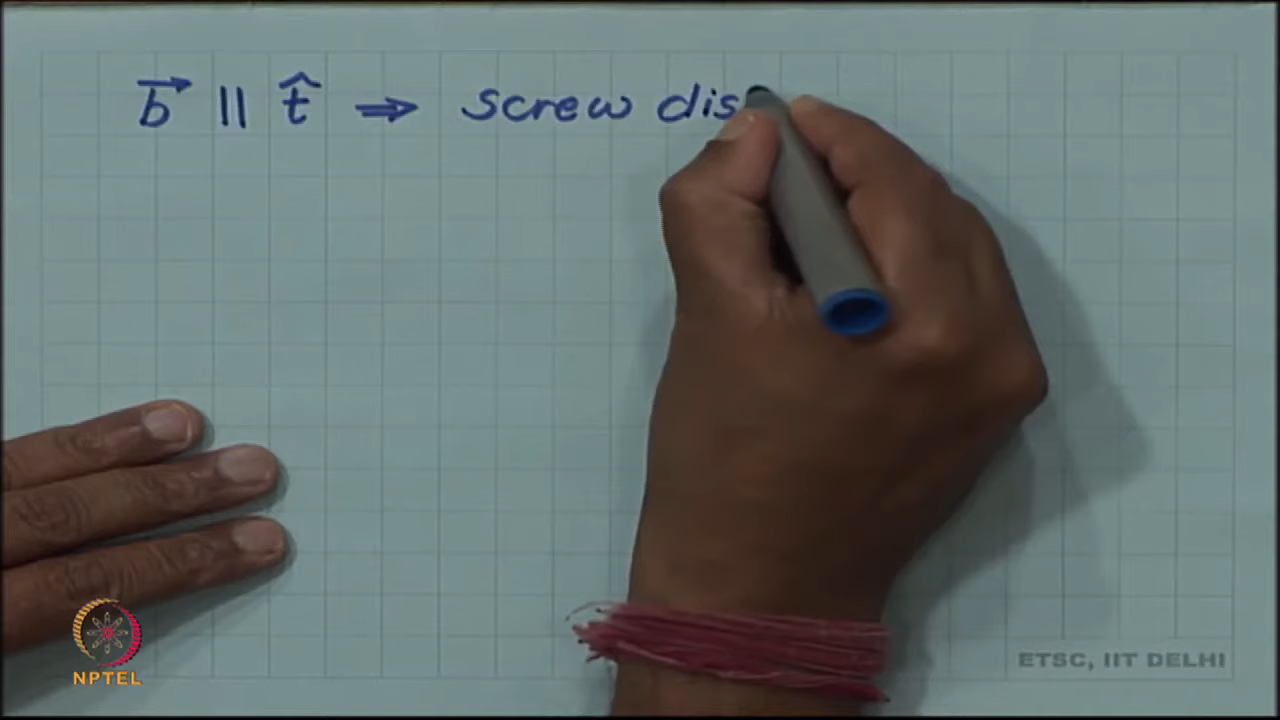 b⃗ ∥ t̂ ⇒ screw dis
NPTEL
ETSC, IIT DELHI